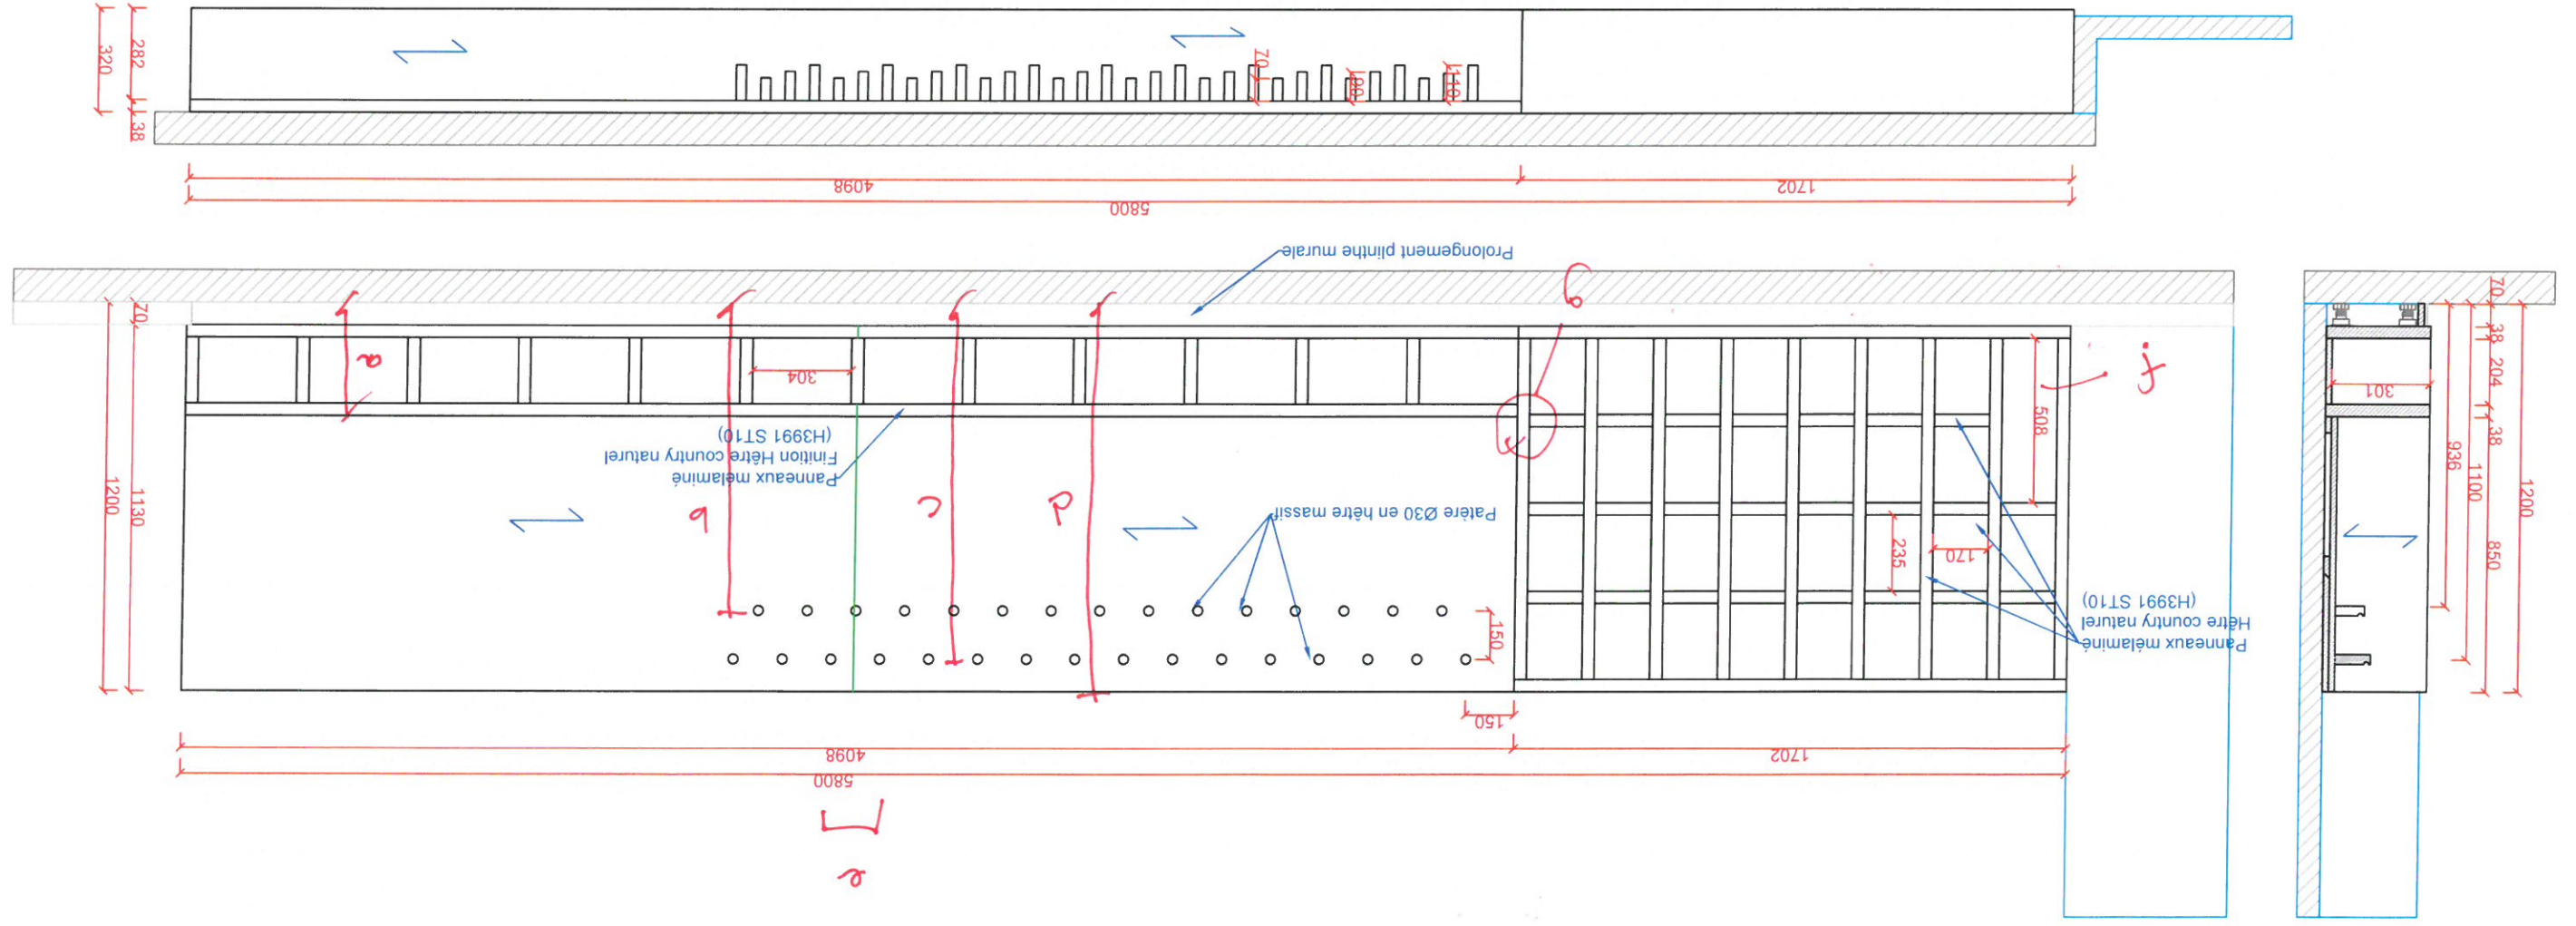 e
5800
1702
4098
150
1200
850
1100
936
38
204
38
70
301
Panneaux mélaminé
Hêtre country naturel
(H3991 ST10)
170
235
508
f
g
150
Patère Ø30 en hêtre massif
d
c
b
Panneaux mélaminé
Finition Hêtre country naturel
(H3991 ST10)
304
a
1130
1200
70
Prolongement plinthe murale
5800
1702
4098
110
90
70
38
282
320